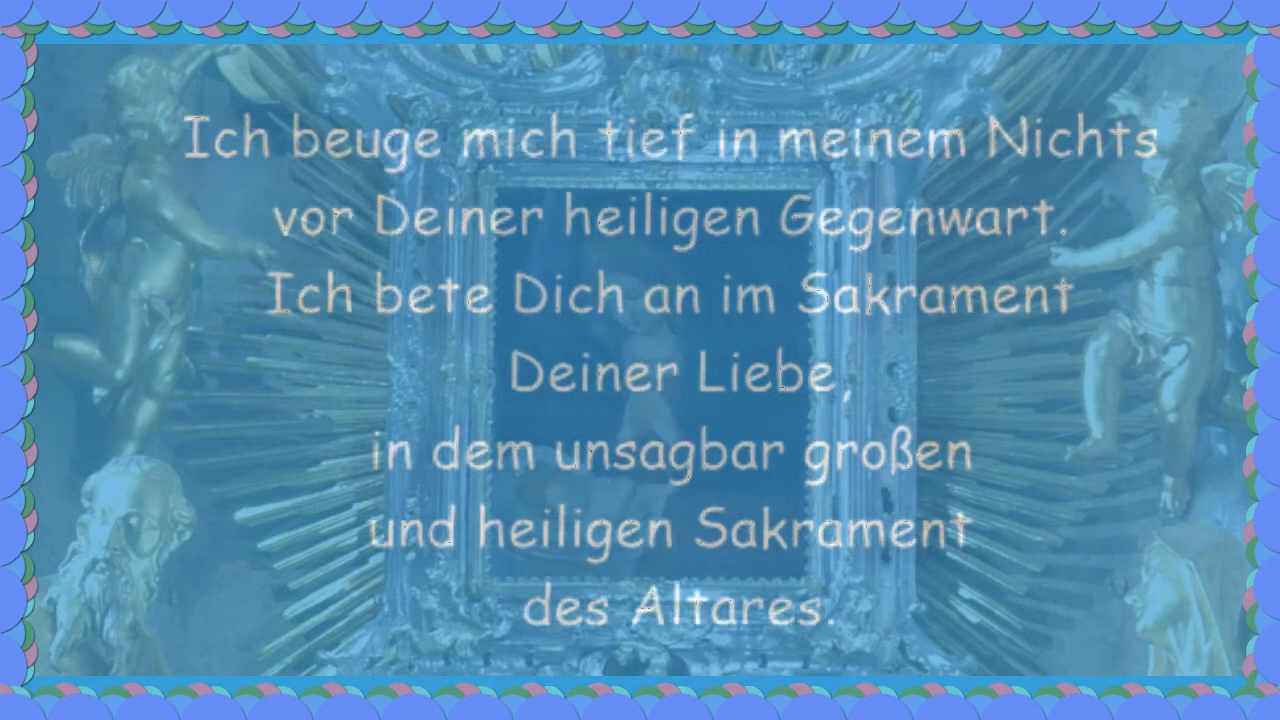 Ich beuge mich tief in meinem Nichts
vor Deiner heiligen Gegenwart.
Ich bete Dich an im Sakrament
Deiner Liebe,
in dem unsagbar großen
und heiligen Sakrament
des Altares.